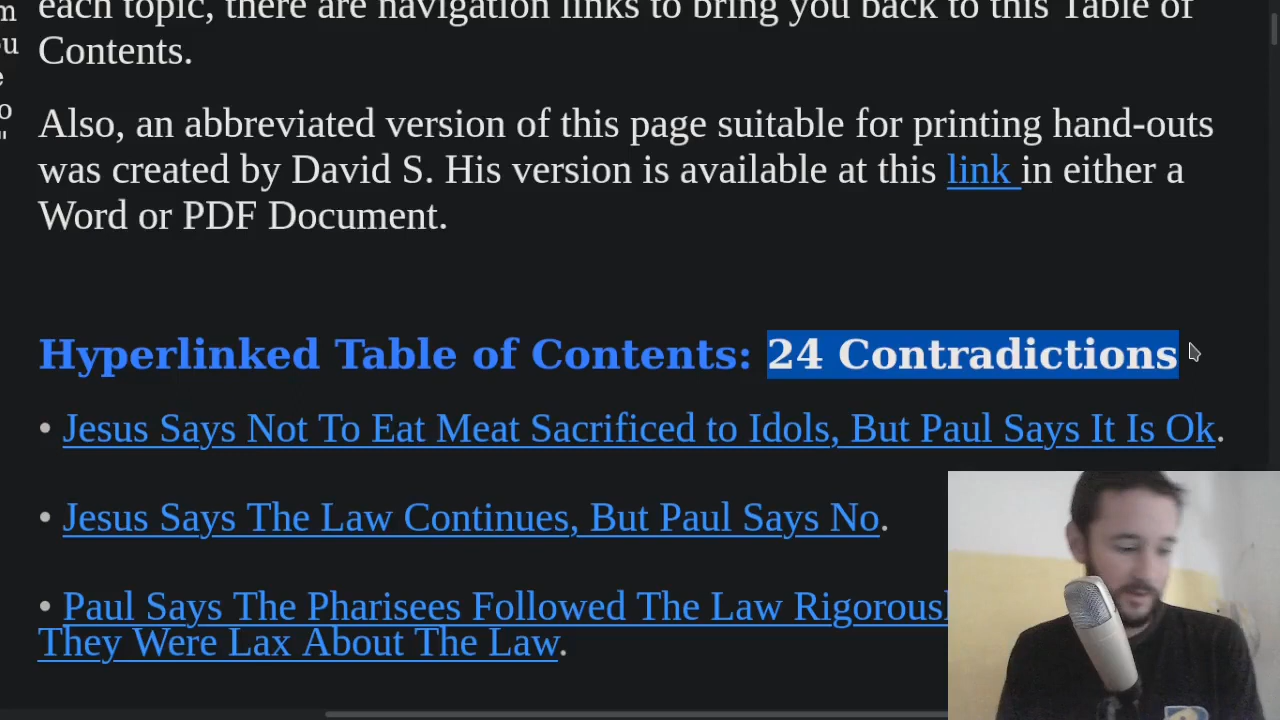 m
ou
e
o
"
each topic, there are navigation links to bring you back to this Table of
Contents.
Also, an abbreviated version of this page suitable for printing hand-outs
was created by David S. His version is available at this link in either a
Word or PDF Document.
Hyperlinked Table of Contents: 24 Contradictions
• Jesus Says Not To Eat Meat Sacrificed to Idols, But Paul Says It Is Ok.
• Jesus Says The Law Continues, But Paul Says No.
• Paul Says The Pharisees Followed The Law Rigorousl
They Were Lax About The Law.